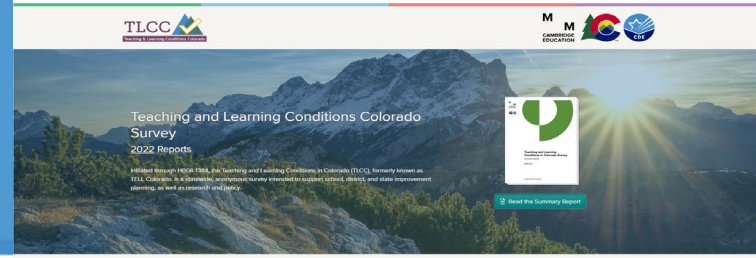 TLCC
Teaching & Learning Conditions Colorado
M
M
CAMBRIDGE
EDUCATION
CDE
Teaching and Learning Conditions Colorado
Survey
2022 Reports
Initiated through HB08-1384, the Teaching and Learning Conditions in Colorado (TLCC), formerly known as
TELL Colorado, is a statewide, anonymous survey intended to support school, district, and state improvement
planning, as well as research and policy.
Teaching and Learning
Conditions in Colorado Survey
Read the Summary Report